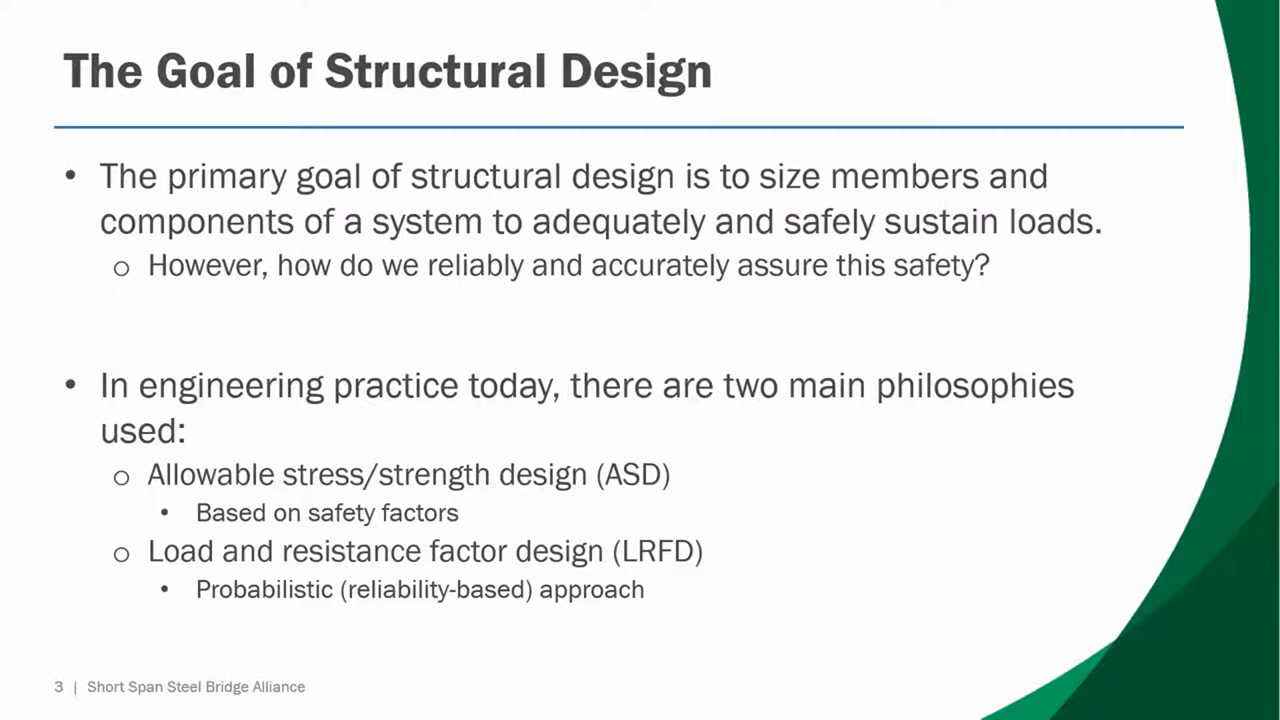 The Goal of Structural Design
• The primary goal of structural design is to size members and
components of a system to adequately and safely sustain loads.
o However, how do we reliably and accurately assure this safety?
• In engineering practice today, there are two main philosophies
used:
o Allowable stress/strength design (ASD)
• Based on safety factors
o Load and resistance factor design (LRFD)
• Probabilistic (reliability-based) approach
3 | Short Span Steel Bridge Alliance